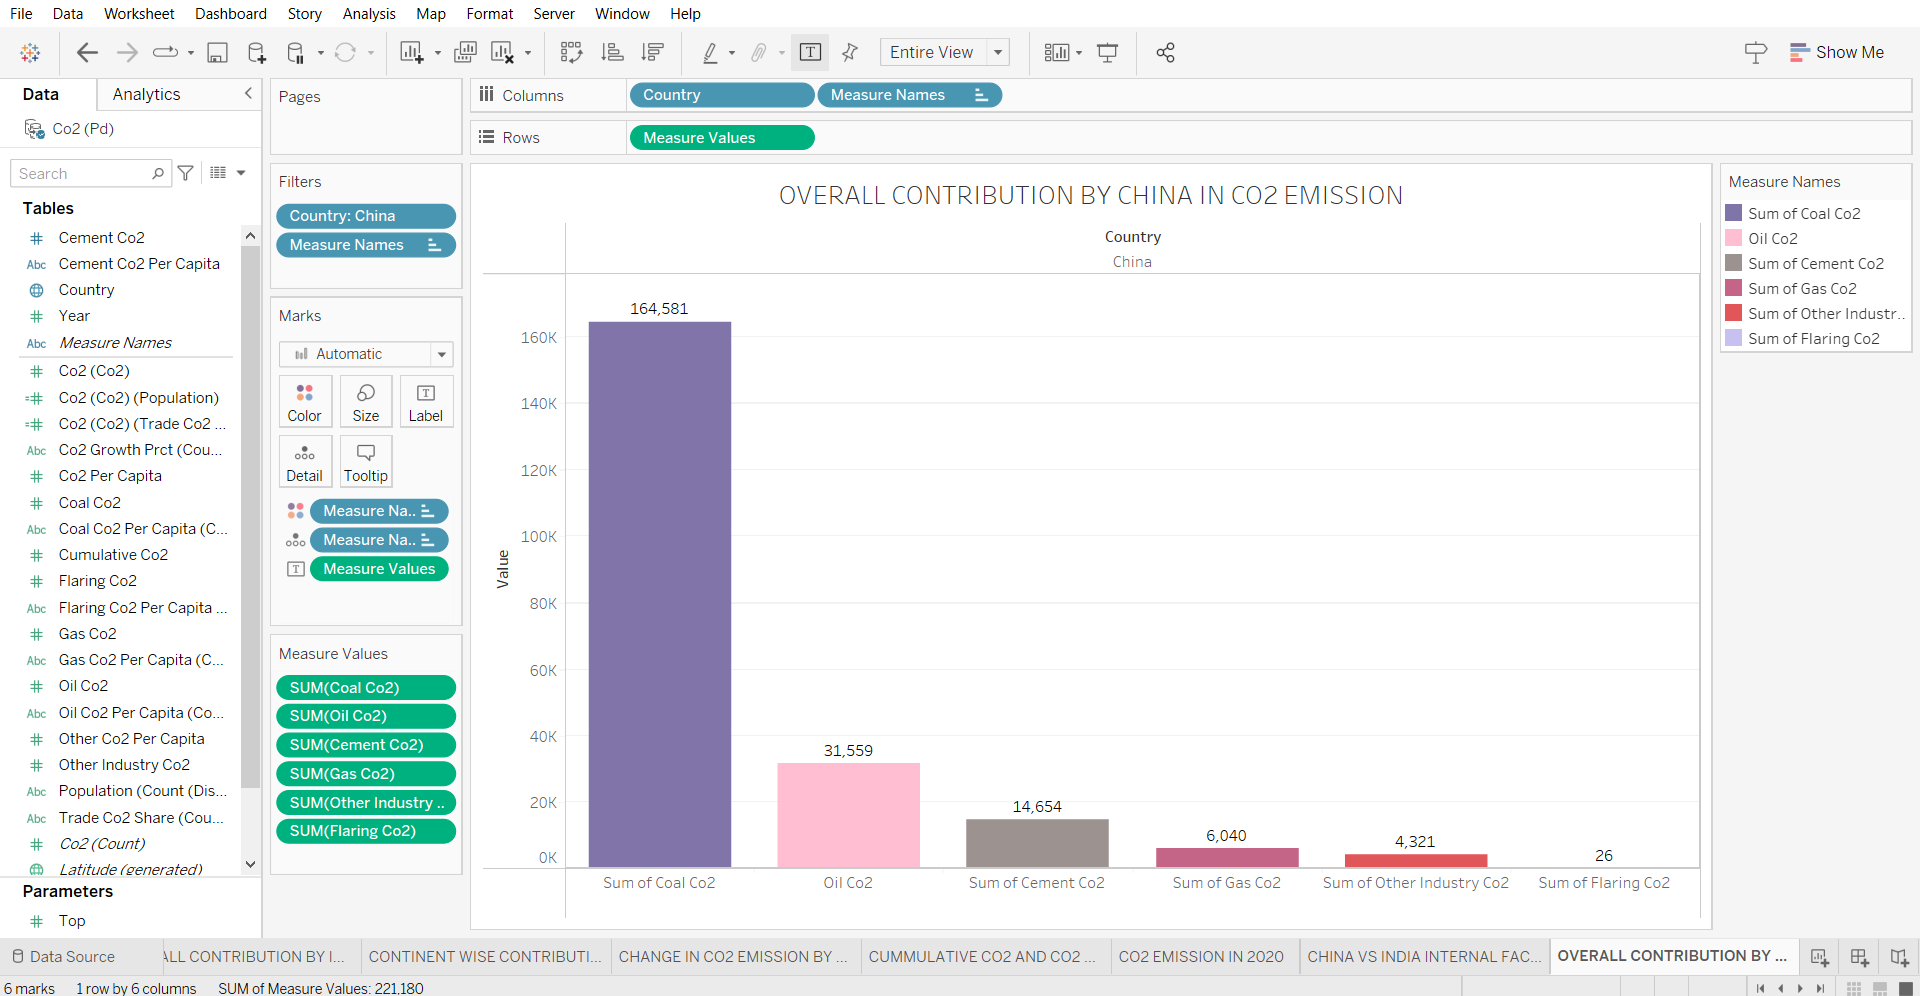 File Data Worksheet Dashboard Story Analysis Map Format Server Window Help
Entire View
Show Me
Data Analytics
Co2 (Pd)
Search
Tables
Cement Co2
Abc Cement Co2 Per Capita
Country
Year
Abc Measure Names
Co2 (Co2)
Co2 (Co2) (Population)
Co2 (Co2) (Trade Co2 ...
Abc Co2 Growth Prct (Cou...
Co2 Per Capita
Coal Co2
Abc Coal Co2 Per Capita (C...
Cumulative Co2
Flaring Co2
Abc Flaring Co2 Per Capita ...
Gas Co2
Abc Gas Co2 Per Capita (C...
Oil Co2
Abc Oil Co2 Per Capita (Co...
Other Co2 Per Capita
Other Industry Co2
Abc Population (Count (Dis...
Abc Trade Co2 Share (Cou...
Co2 (Count)
Latitude (generated)
Parameters
Top
Pages
Filters
Country: China
Measure Names
Marks
Automatic
Color Size Label
Detail Tooltip
Measure Na..
Measure Na..
Measure Values
Measure Values
SUM(Coal Co2)
SUM(Oil Co2)
SUM(Cement Co2)
SUM(Gas Co2)
SUM(Other Industry ..
SUM(Flaring Co2)
Columns Country Measure Names
Rows Measure Values
OVERALL CONTRIBUTION BY CHINA IN CO2 EMISSION
Country
China
Value
160K
140K
120K
100K
80K
60K
40K
20K
0K
164,581
31,559
14,654
6,040
4,321
26
Sum of Coal Co2 Oil Co2 Sum of Cement Co2 Sum of Gas Co2 Sum of Other Industry Co2 Sum of Flaring Co2
Measure Names
Sum of Coal Co2
Oil Co2
Sum of Cement Co2
Sum of Gas Co2
Sum of Other Industr..
Sum of Flaring Co2
Data Source ALL CONTRIBUTION BY I... CONTINENT WISE CONTRIBUTI... CHANGE IN CO2 EMISSION BY ... CUMMULATIVE CO2 AND CO2 ... CO2 EMISSION IN 2020 CHINA VS INDIA INTERNAL FAC... OVERALL CONTRIBUTION BY ...
6 marks 1 row by 6 columns SUM of Measure Values: 221,180